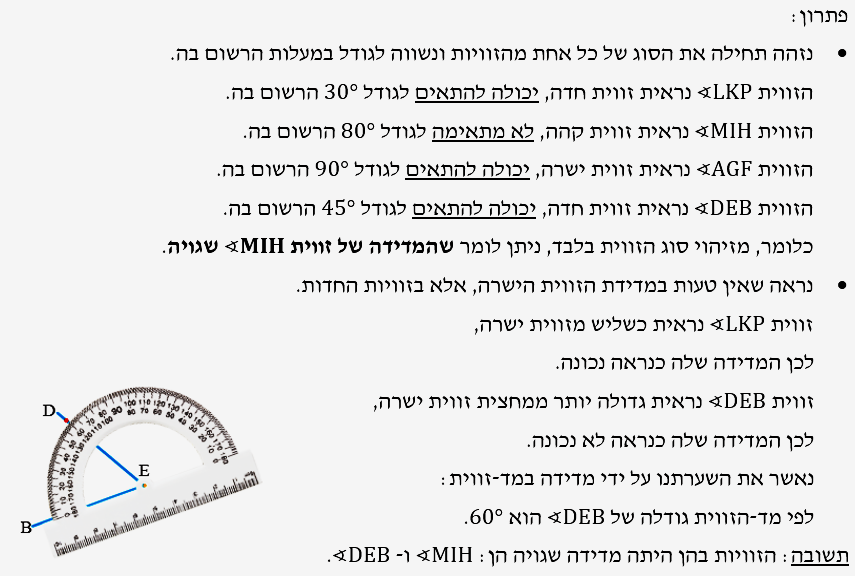 פתרון:
• נזהה תחילה את הסוג של כל אחת מהזוויות ונשווה לגודל במעלות הרשום בה.
הזווית ∢LKP נראית זווית חדה, יכולה להתאים לגודל 30° הרשום בה.
הזווית ∢MIH נראית זווית קהה, לא מתאימה לגודל 80° הרשום בה.
הזווית ∢AGF נראית זווית ישרה, יכולה להתאים לגודל 90° הרשום בה.
הזווית ∢DEB נראית זווית חדה, יכולה להתאים לגודל 45° הרשום בה.
כלומר, מזיהוי סוג הזווית בלבד, ניתן לומר שהמדידה של זווית ∢MIH שגויה.
• נראה שאין טעות במדידת הזווית הישרה, אלא בזוויות החדות.
זווית ∢LKP נראית כשליש מזווית ישרה,
לכן המדידה שלה כנראה נכונה.
זווית ∢DEB נראית גדולה יותר ממחצית זווית ישרה,
לכן המדידה שלה כנראה לא נכונה.
נאשר את השערתנו על ידי מדידה במד-זווית:
לפי מד-הזווית גודלה של ∢DEB הוא 60°.
תשובה: הזוויות בהן היתה מדידה שגויה הן: ∢MIH ו- ∢DEB.
D
E
B